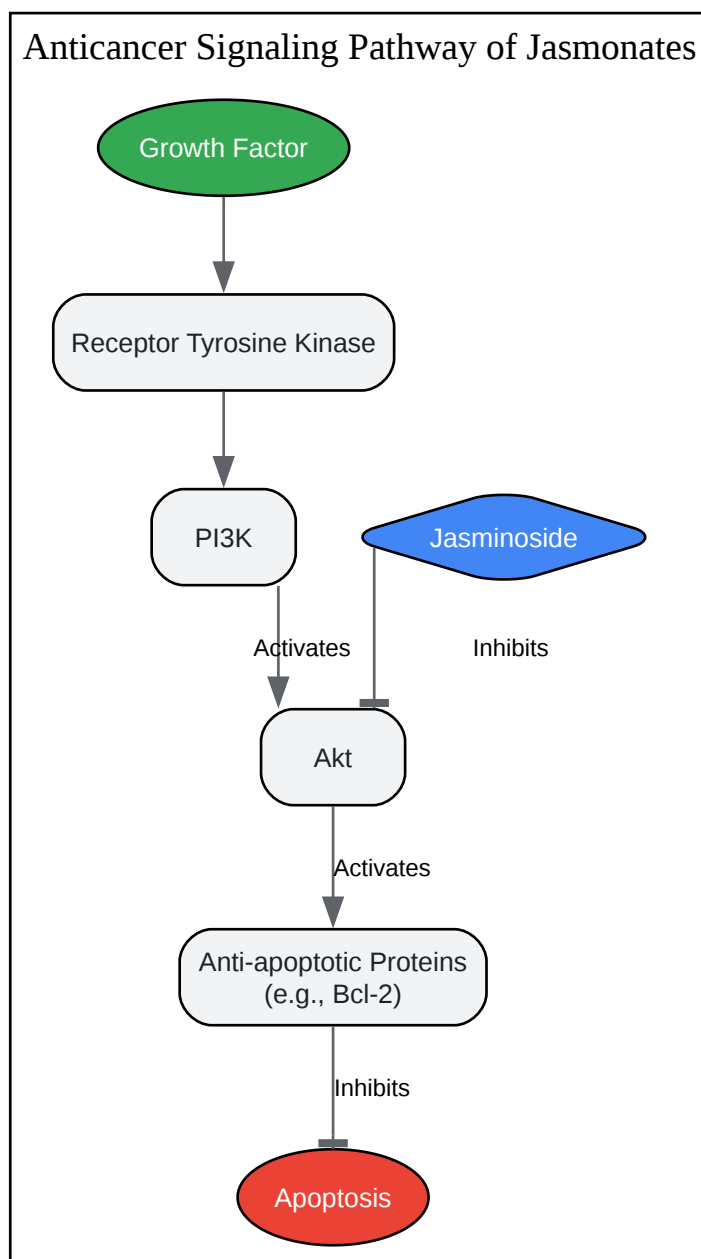 Anticancer Signaling Pathway of Jasmonates
Growth Factor
Receptor Tyrosine Kinase
PI3K
Jasminoside
Activates
Inhibits
Akt
Activates
Anti-apoptotic Proteins
(e.g., Bcl-2)
Inhibits
Apoptosis